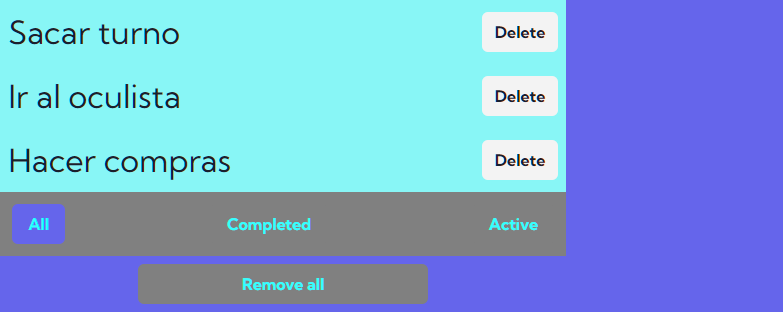 Sacar turno Delete
Ir al oculista Delete
Hacer compras Delete
All Completed Active
Remove all